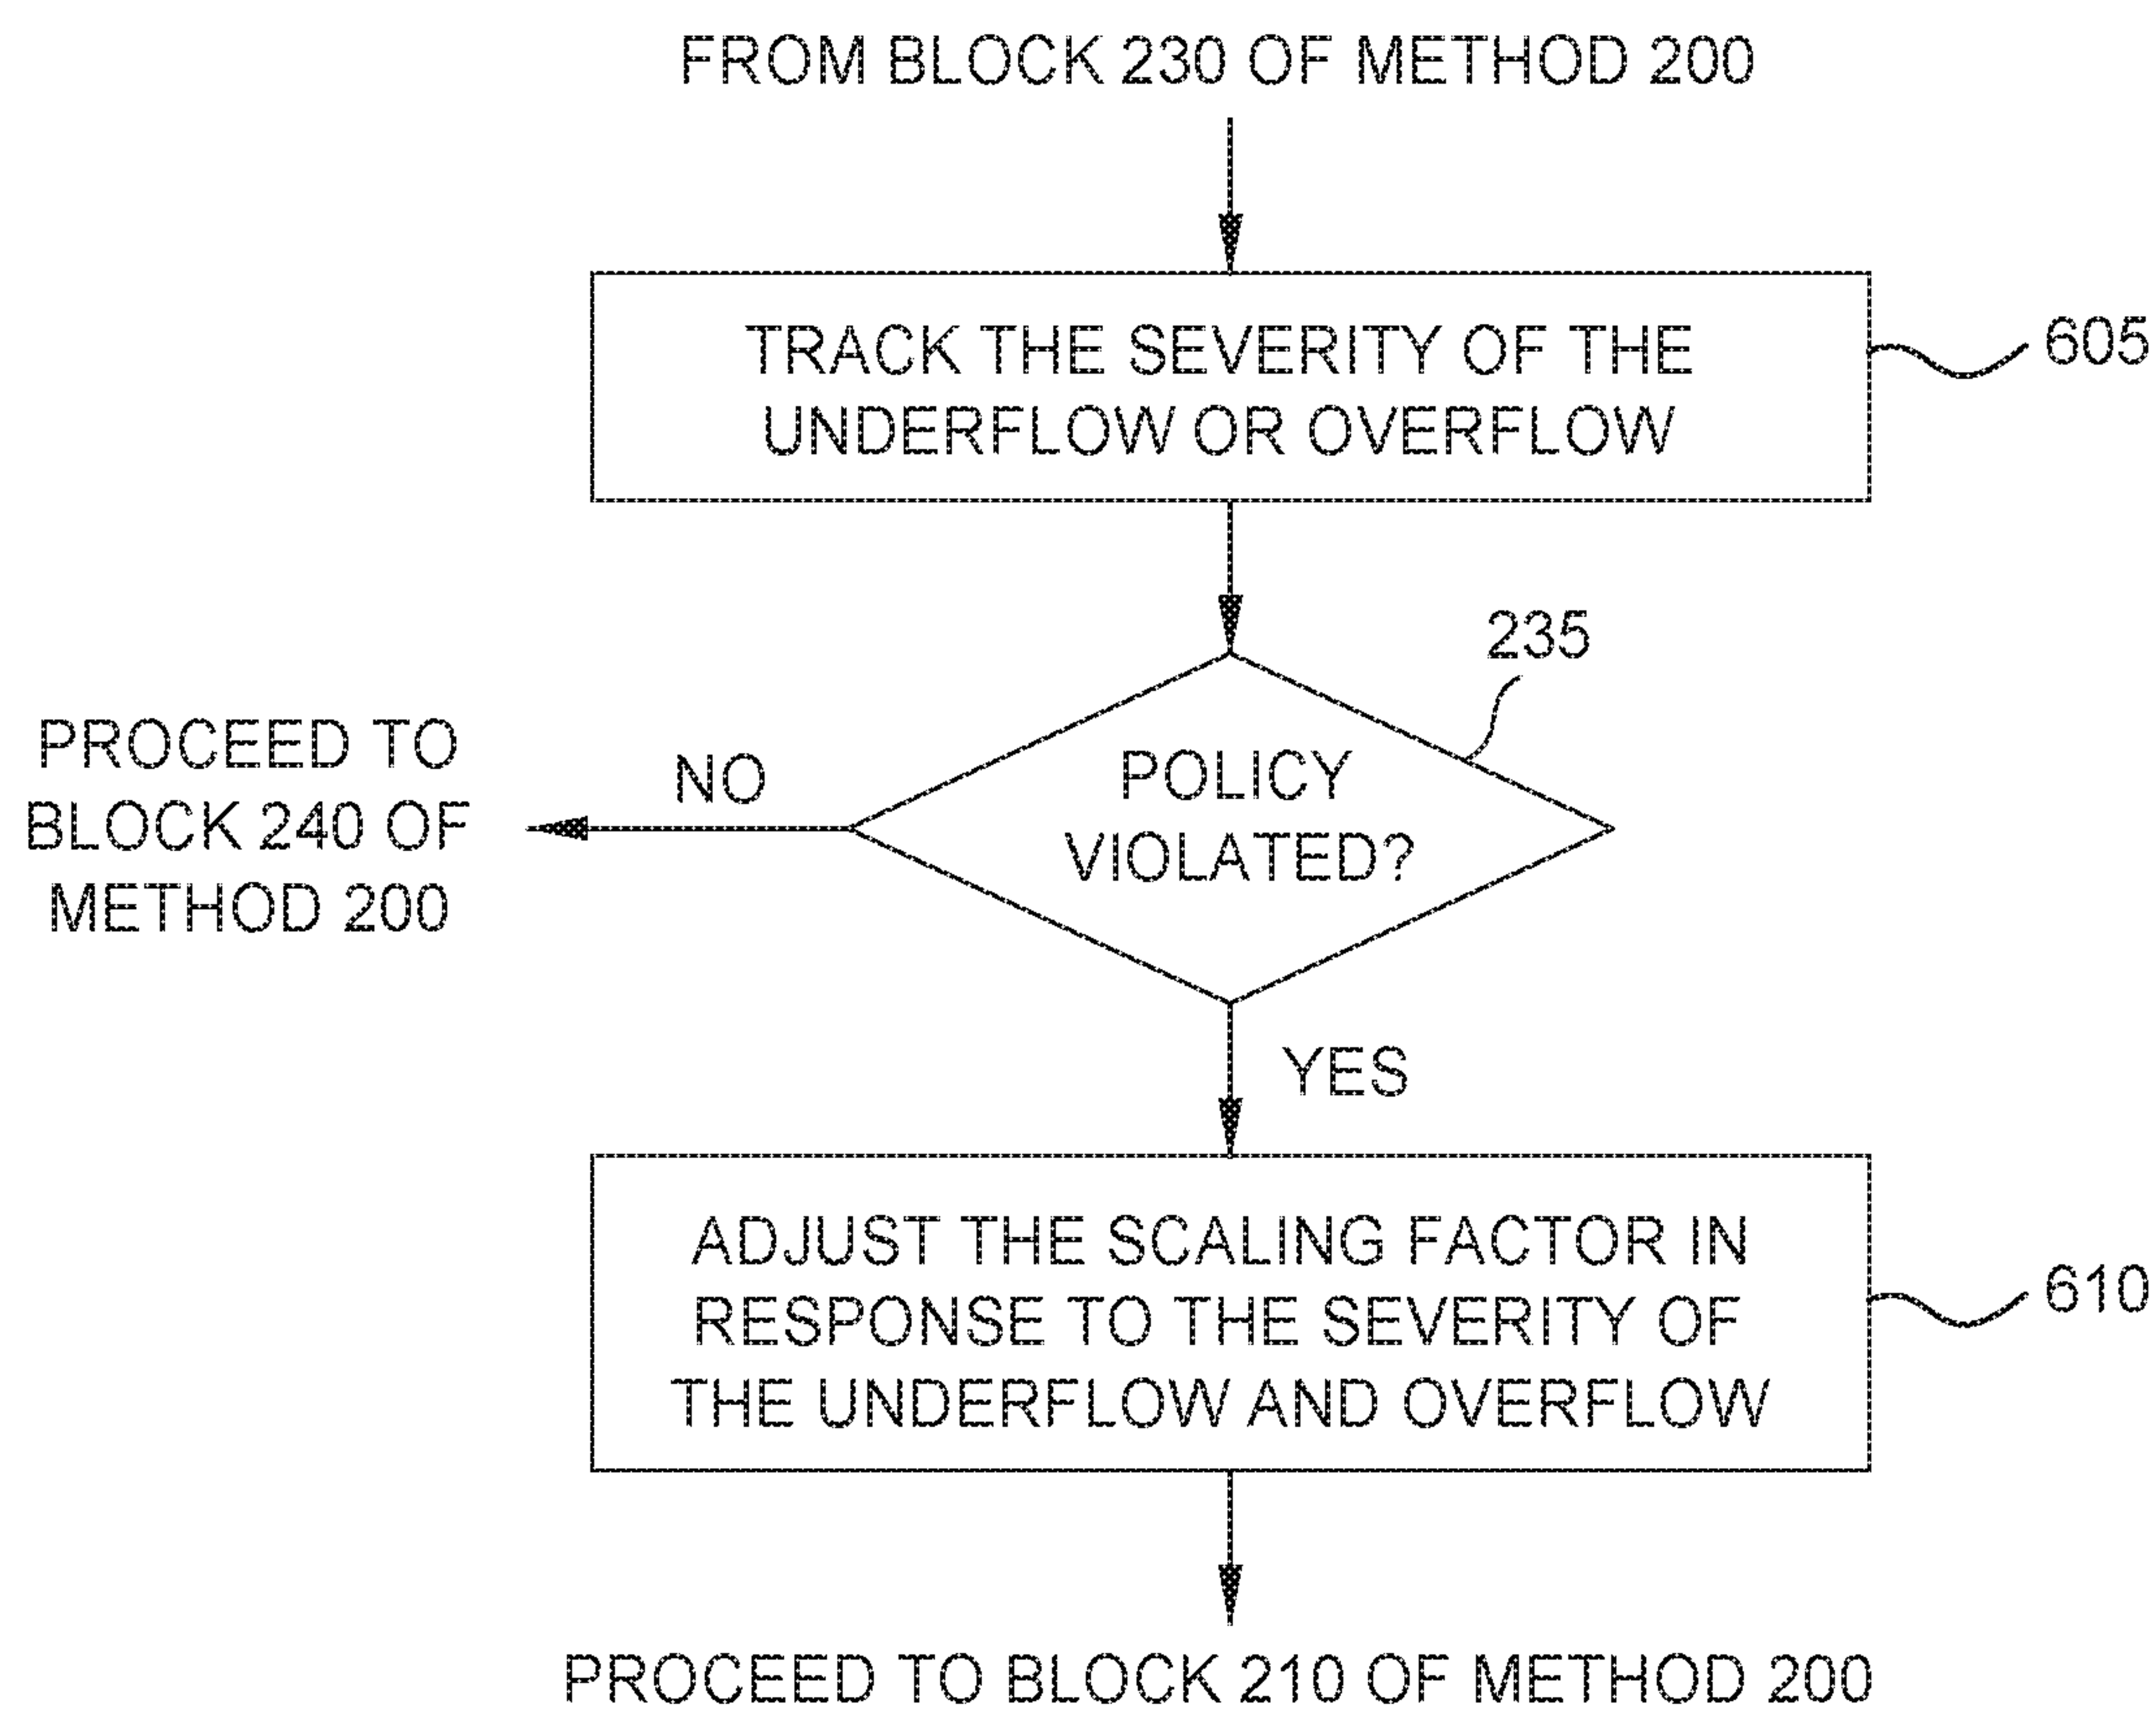 FROM BLOCK 230 OF METHOD 200
TRACK THE SEVERITY OF THE
UNDERFLOW OR OVERFLOW
605
235
POLICY
VIOLATED?
NO
PROCEED TO
BLOCK 240 OF
METHOD 200
YES
ADJUST THE SCALING FACTOR IN
RESPONSE TO THE SEVERITY OF
THE UNDERFLOW AND OVERFLOW
610
PROCEED TO BLOCK 210 OF METHOD 200